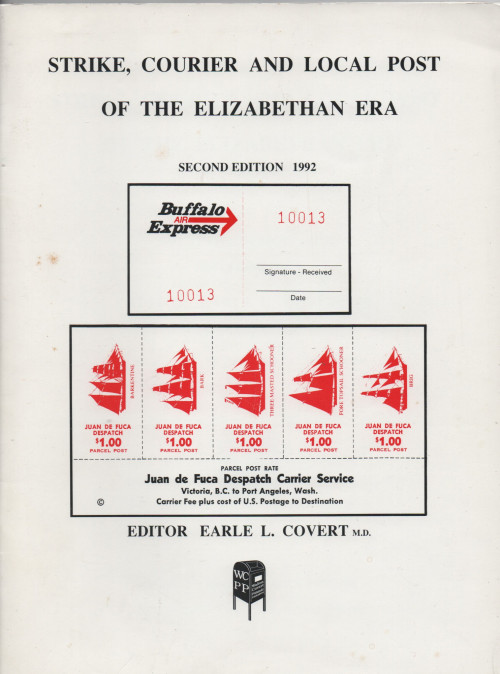 STRIKE, COURIER AND LOCAL POST
OF THE ELIZABETHAN ERA
SECOND EDITION 1992
Buffalo
AIR
Express
10013
10013
Signature - Received
Date
BARKENTINE
BARK
THREE-MASTED SCHOONER
FORE TOPSAIL SCHOONER
BRIG
JUAN DE FUCA JUAN DE FUCA JUAN DE FUCA JUAN DE FUCA JUAN DE FUCA
DESPATCH DESPATCH DESPATCH DESPATCH DESPATCH
$1.00 $1.00 $1.00 $1.00 $1.00
PARCEL POST PARCEL POST PARCEL POST PARCEL POST PARCEL POST
PARCEL POST RATE
Juan de Fuca Despatch Carrier Service
Victoria, B.C. to Port Angeles, Wash.
© Carrier Fee plus cost of U.S. Postage to Destination
EDITOR EARLE L. COVERT M.D.
WC
PP